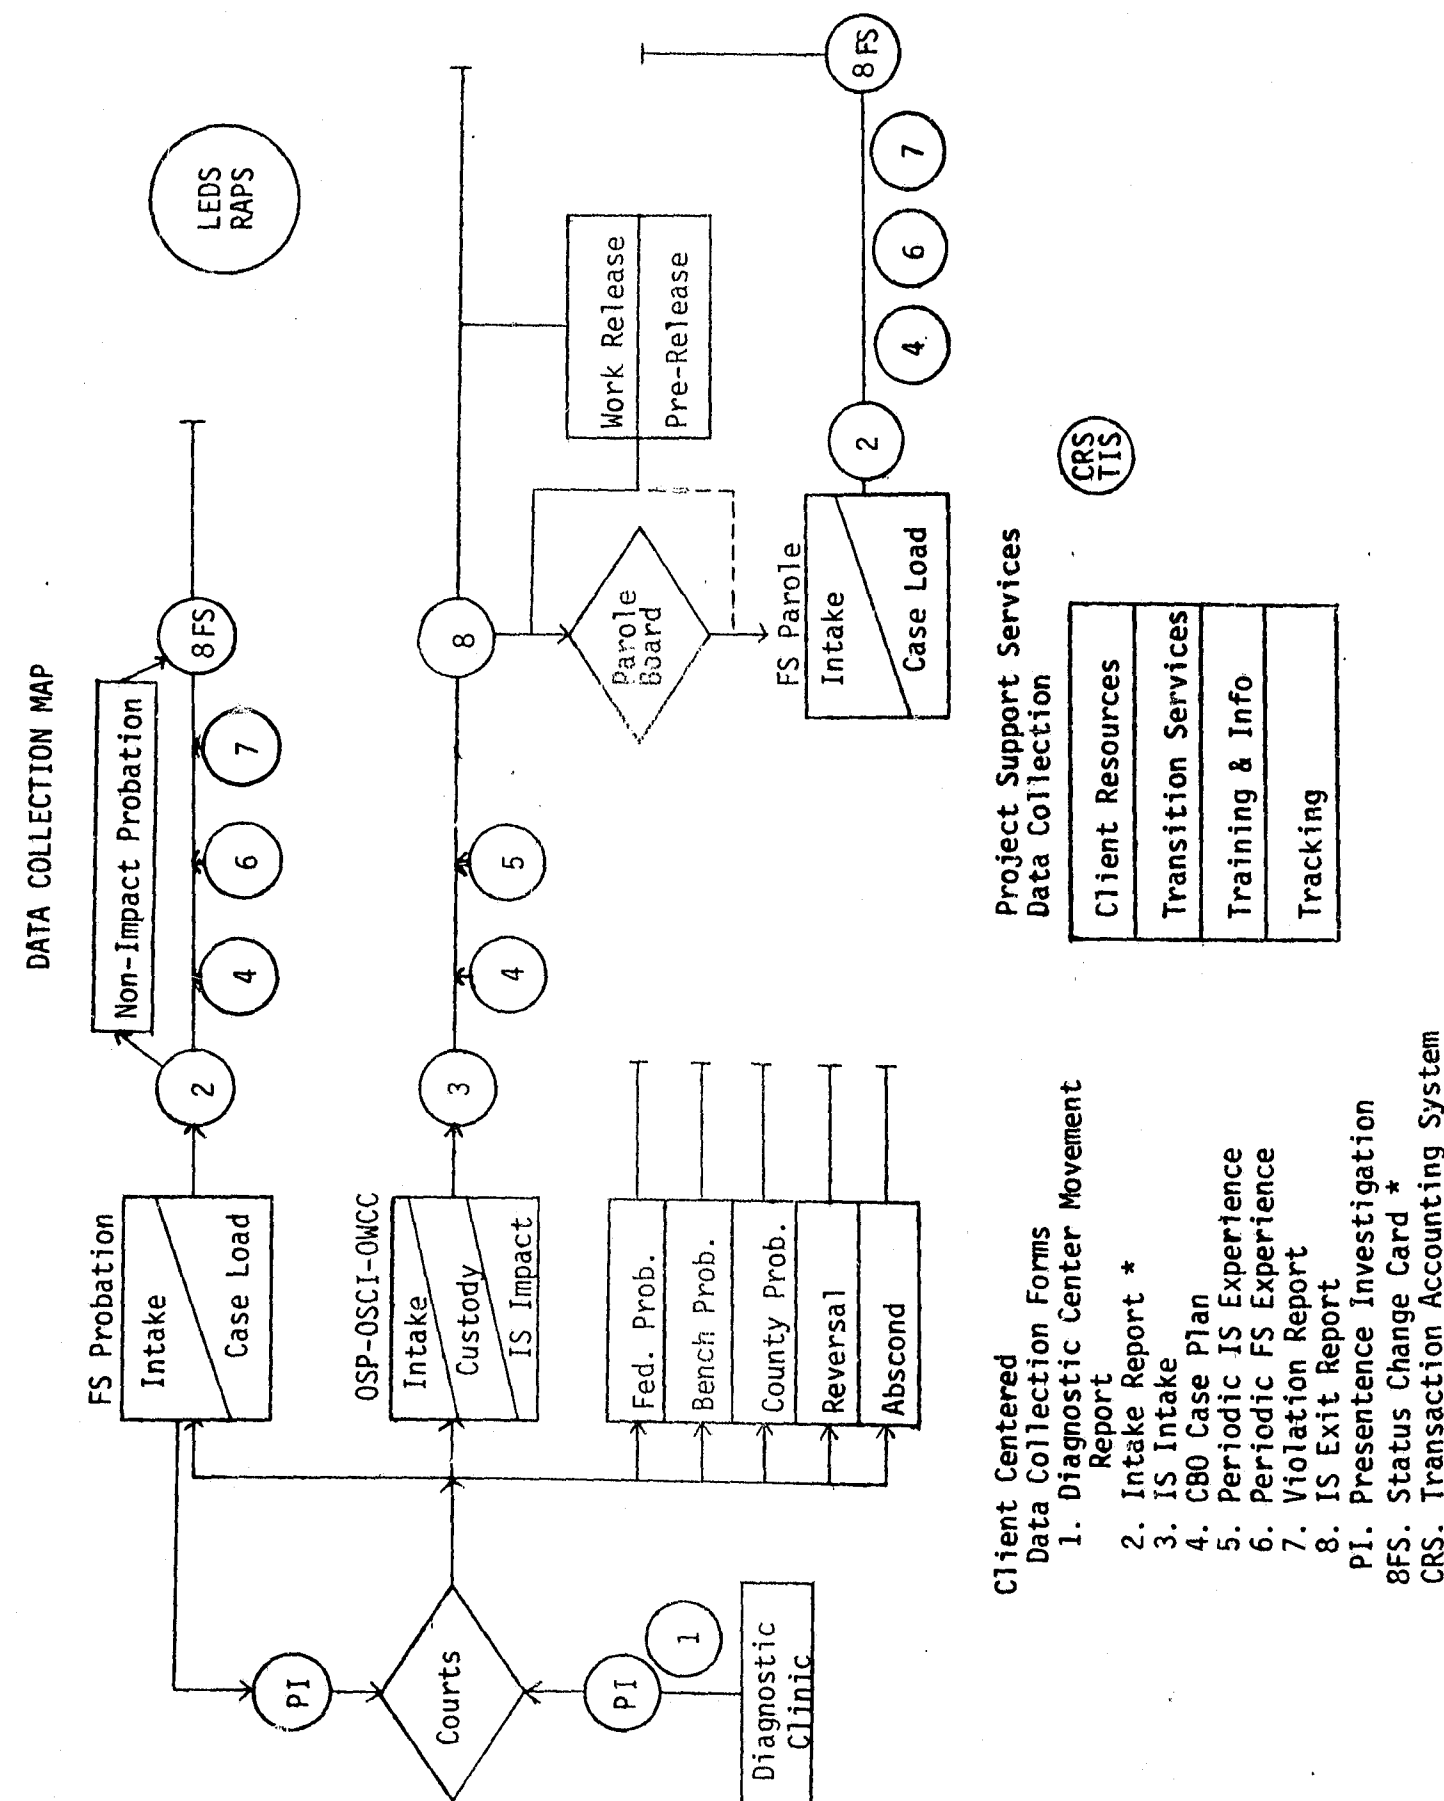 DATA COLLECTION MAP
LEDS
RAPS
Non-Impact Probation
FS Probation
Intake
Case Load
2
4
6
7
8FS
PI
Courts
PI
1
Diagnostic
Clinic
OSP-OSCI-OWCC
Intake
Custody
IS Impact
3
4
5
8
Work Release
Pre-Release
Parole
Board
Fed. Prob.
Bench Prob.
County Prob.
Reversal
Abscond
FS Parole
Intake
Case Load
2
4
6
7
8FS
Client Centered
Data Collection Forms
1. Diagnostic Center Movement
Report
2. Intake Report *
3. IS Intake
4. CBO Case Plan
5. Periodic IS Experience
6. Periodic FS Experience
7. Violation Report
8. IS Exit Report
PI. Presentence Investigation
8FS. Status Change Card *
CRS. Transaction Accounting System
Project Support Services
Data Collection
Client Resources
Transition Services
Training & Info
Tracking
CRS
TIS